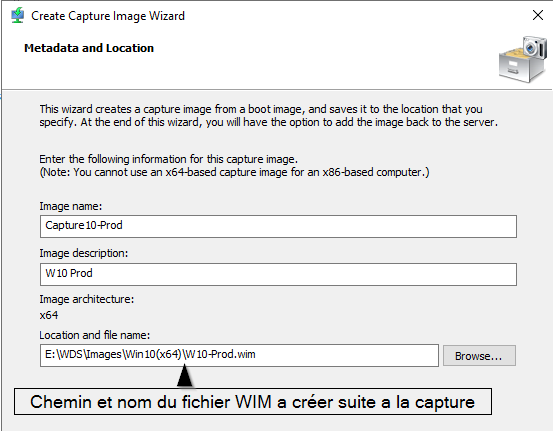 Create Capture Image Wizard
Metadata and Location
This wizard creates a capture image from a boot image, and saves it to the location that you
specify. At the end of this wizard, you will have the option to add the image back to the server.
Enter the following information for this capture image.
(Note: You cannot use an x64-based capture image for an x86-based computer.)
Image name:
Capture10-Prod
Image description:
W10 Prod
Image architecture:
x64
Location and file name:
E:\WDS\Images\Win10(x64)\W10-Prod.wim
Browse...
Chemin et nom du fichier WIM a créer suite a la capture